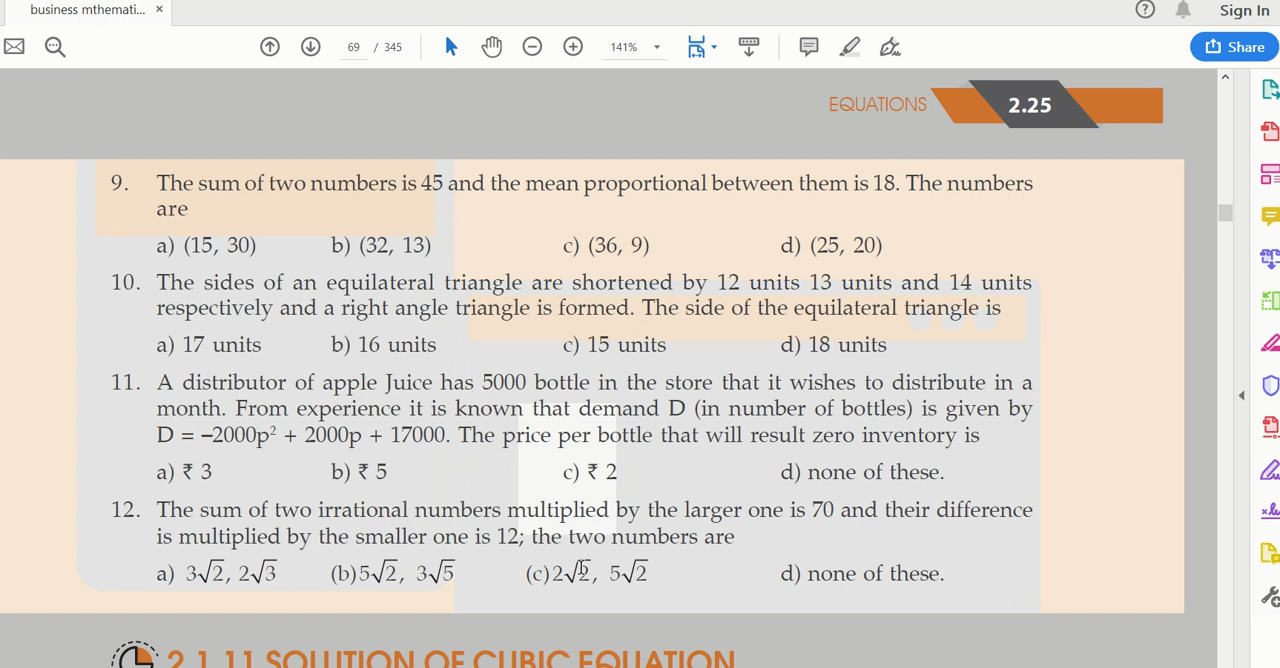 business mthemati... ×
Sign In
69 / 345
141%
Share
EQUATIONS 2.25
9. The sum of two numbers is 45 and the mean proportional between them is 18. The numbers
are
a) (15, 30) b) (32, 13) c) (36, 9) d) (25, 20)
10. The sides of an equilateral triangle are shortened by 12 units 13 units and 14 units
respectively and a right angle triangle is formed. The side of the equilateral triangle is
a) 17 units b) 16 units c) 15 units d) 18 units
11. A distributor of apple Juice has 5000 bottle in the store that it wishes to distribute in a
month. From experience it is known that demand D (in number of bottles) is given by
D = –2000p² + 2000p + 17000. The price per bottle that will result zero inventory is
a) ₹ 3 b) ₹ 5 c) ₹ 2 d) none of these.
12. The sum of two irrational numbers multiplied by the larger one is 70 and their difference
is multiplied by the smaller one is 12; the two numbers are
a) 3√2, 2√3 (b)5√2, 3√5 (c)2√2, 5√2 d) none of these.
2.1.11 SOLUTION OF CUBIC EQUATION